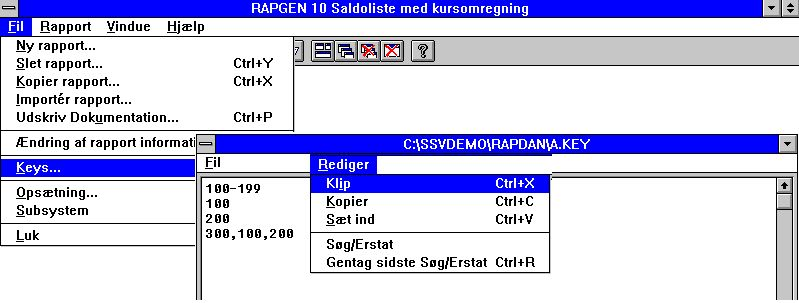 RAPGEN 10 Saldoliste med kursomregning
Fil Rapport Vindue Hjælp
Ny rapport...
Slet rapport... Ctrl+Y
Kopier rapport... Ctrl+X
Importér rapport...
Udskriv Dokumentation... Ctrl+P
Ændring af rapport informati
Keys...
Opsætning...
Subsystem
Luk
?
C:\SSVDEMO\RAPDAN\A.KEY
Fil Rediger
Klip Ctrl+X
Kopier Ctrl+C
Sæt ind Ctrl+V
Søg/Erstat
Gentag sidste Søg/Erstat Ctrl+R
100-199
100
200
300,100,200